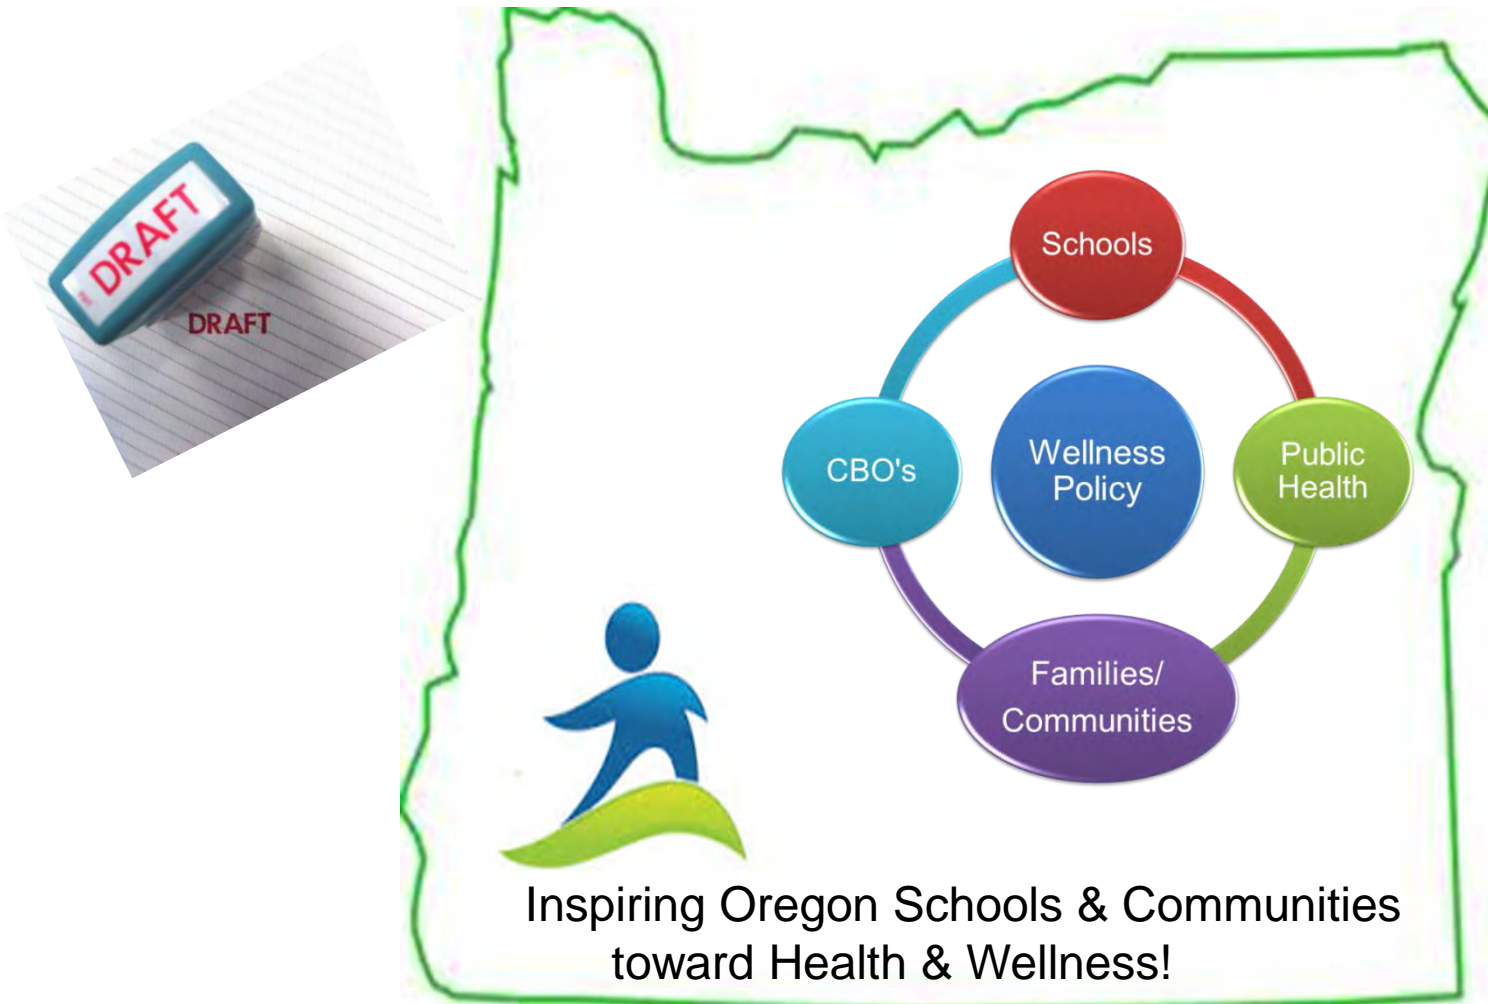 DRAFT
DRAFT
Schools
CBO's
Wellness
Policy
Public
Health
Families/
Communities
Inspiring Oregon Schools & Communities
toward Health & Wellness!